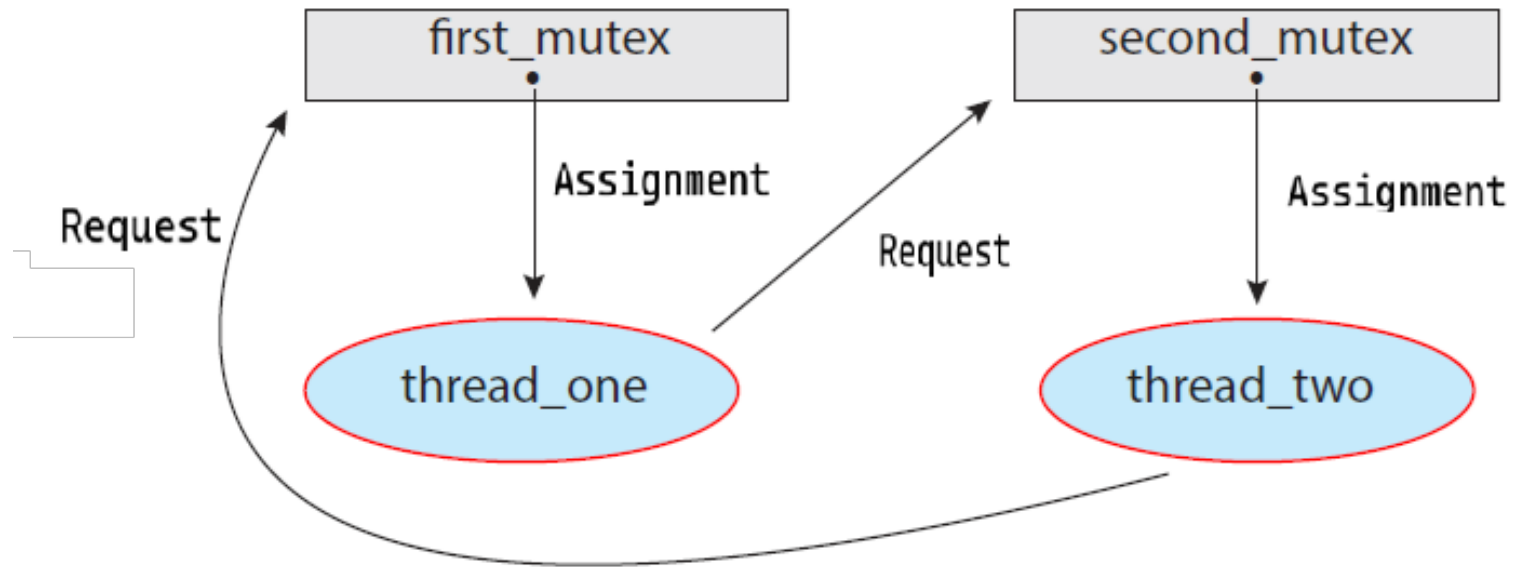 first_mutex
second_mutex
Assignment
Assignment
Request
Request
thread_one
thread_two